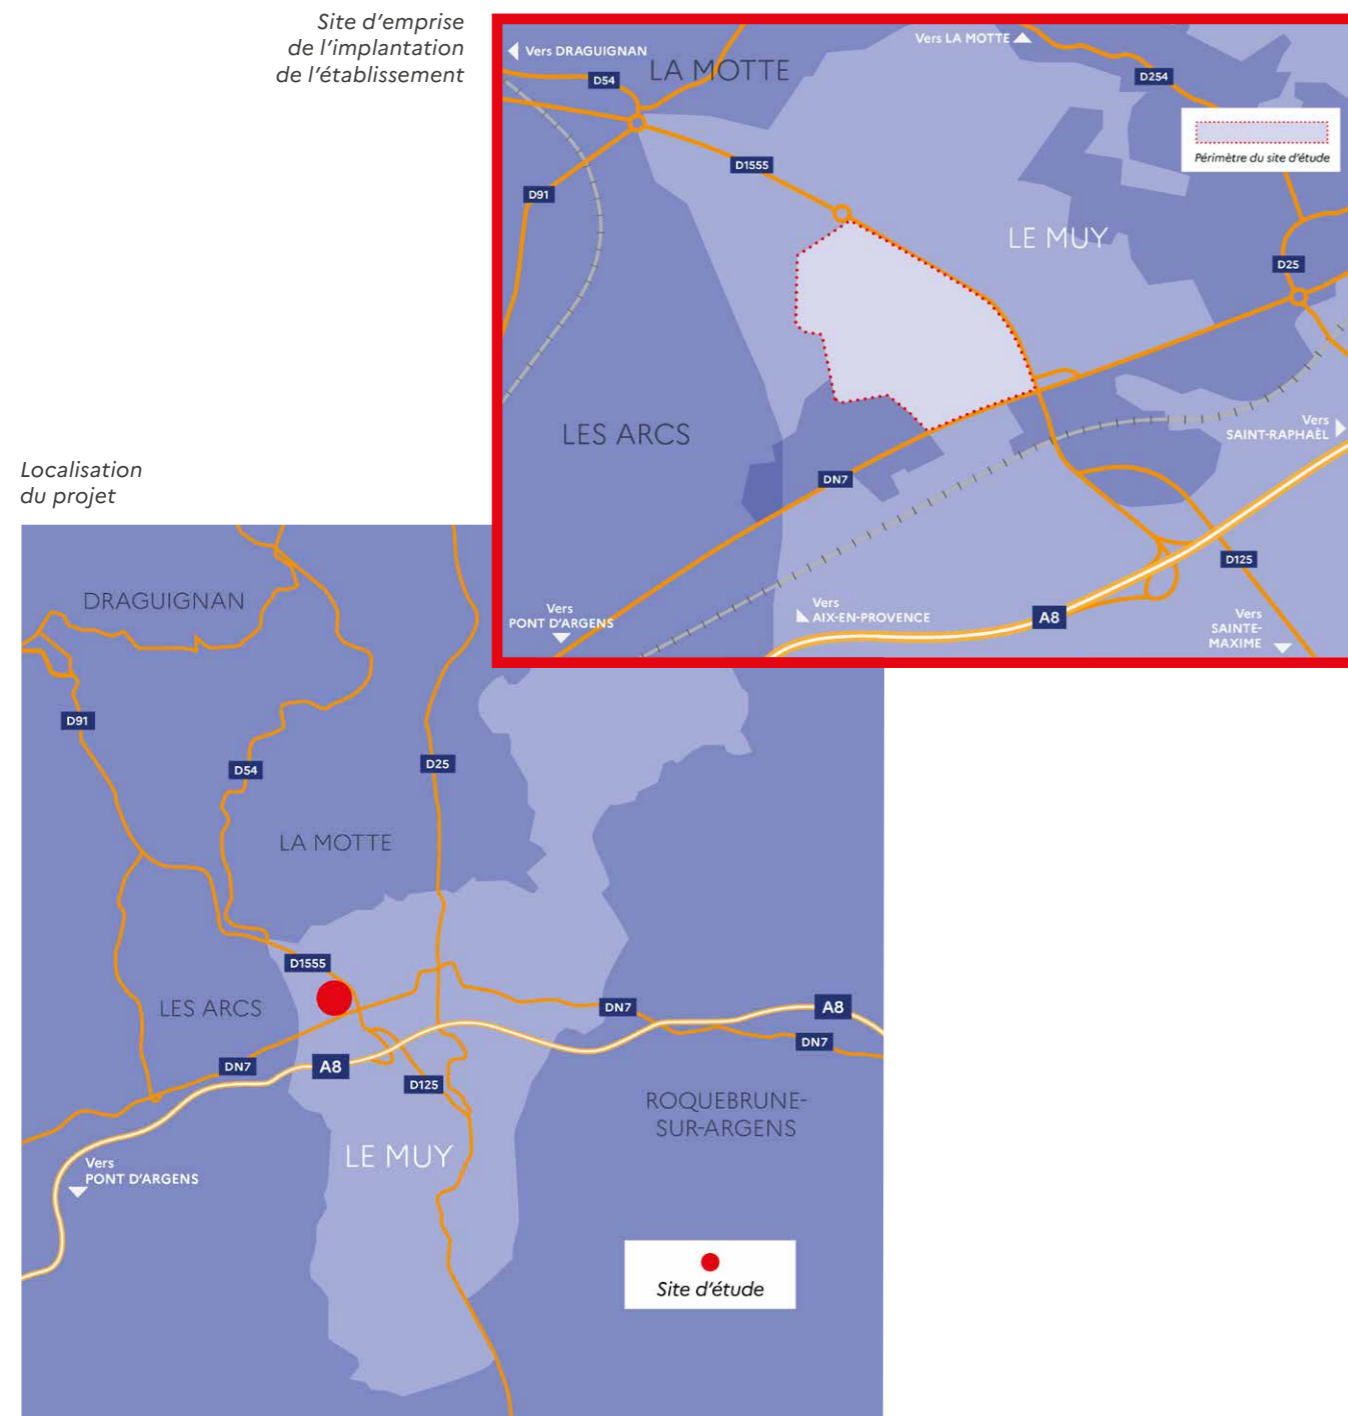 Site d'emprise
de l'implantation
de l'établissement
Vers DRAGUIGNAN
Vers LA MOTTE
LA MOTTE
D54
D254
Périmètre du site d'étude
D1555
D91
LE MUY
D25
LES ARCS
Vers
SAINT-RAPHAËL
DN7
D125
Vers
PONT D'ARGENS
Vers
AIX-EN-PROVENCE
A8
Vers
SAINTE-
MAXIME
Localisation
du projet
DRAGUIGNAN
D91
D54
D25
LA MOTTE
D1555
LES ARCS
DN7
A8
DN7
DN7
A8
D125
ROQUEBRUNE-
SUR-ARGENS
LE MUY
Vers
PONT D'ARGENS
Site d'étude